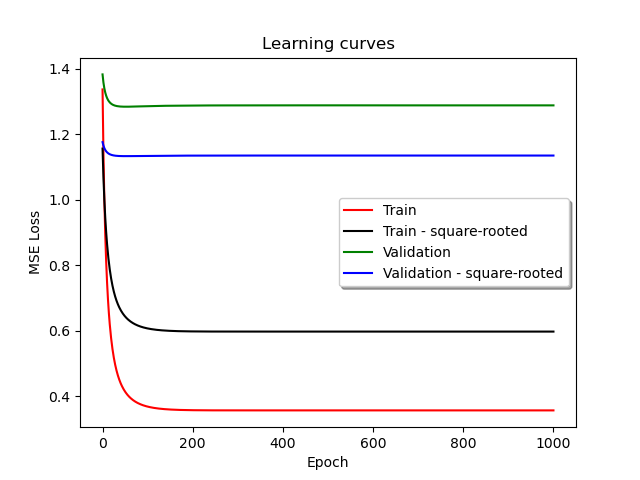 Learning curves
MSE Loss
1.4
1.2
1.0
0.8
0.6
0.4
Train
Train - square-rooted
Validation
Validation - square-rooted
0 200 400 600 800 1000
Epoch